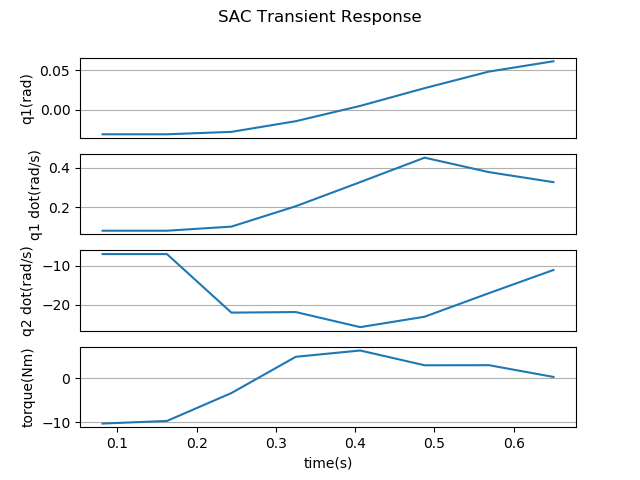 SAC Transient Response
q1(rad)
0.05
0.00
q1 dot(rad/s)
0.4
0.2
q2 dot(rad/s)
−10
−20
torque(Nm)
0
−10
0.1 0.2 0.3 0.4 0.5 0.6
time(s)